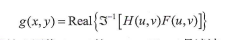 g(x, y) = Real{ℑ⁻¹[H(u,v)F(u,v)]}